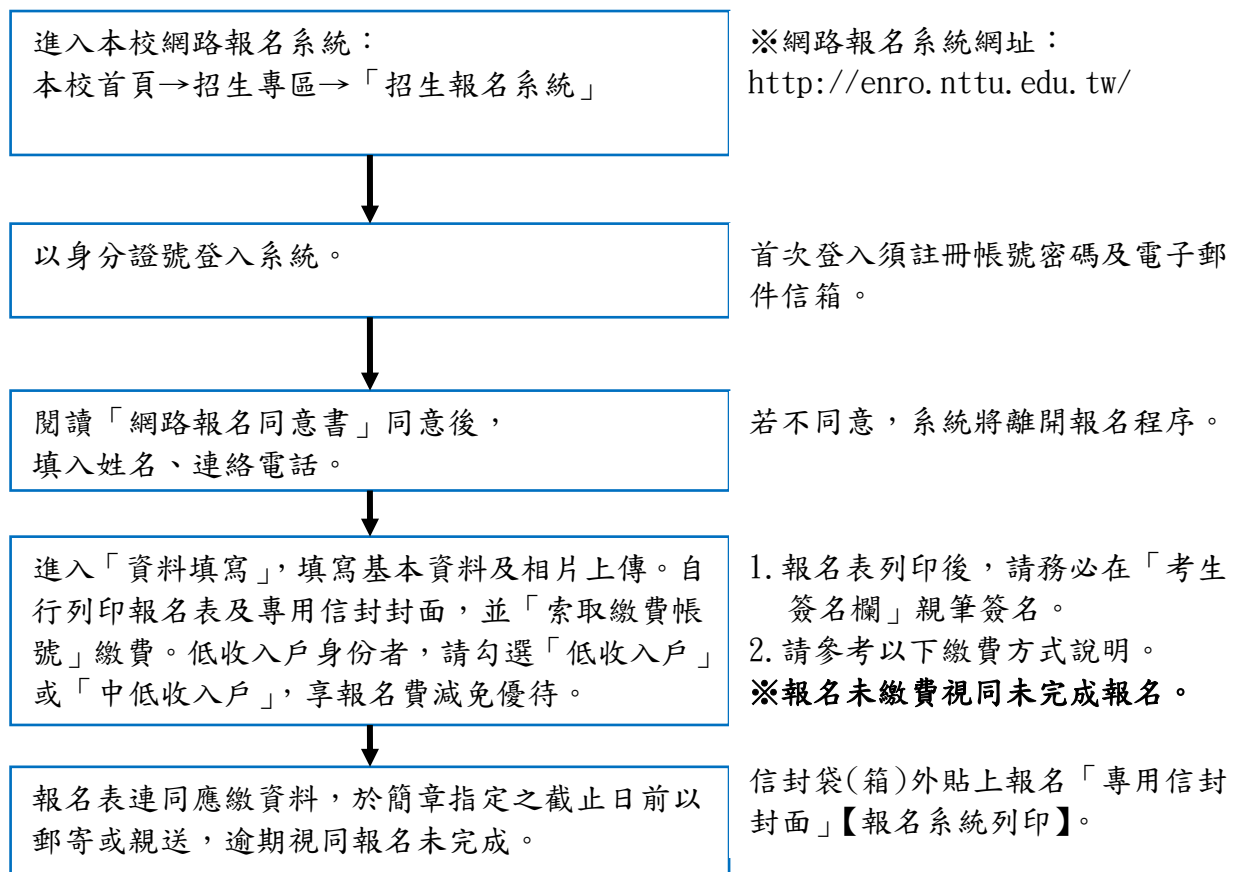 進入本校網路報名系統：
本校首頁→招生專區→「招生報名系統」
※網路報名系統網址：
http://enro.nttu.edu.tw/
以身分證號登入系統。
首次登入須註冊帳號密碼及電子郵
件信箱。
閱讀「網路報名同意書」同意後，
填入姓名、連絡電話。
若不同意，系統將離開報名程序。
進入「資料填寫」，填寫基本資料及相片上傳。自
行列印報名表及專用信封封面，並「索取繳費帳
號」繳費。低收入戶身份者，請勾選「低收入戶」
或「中低收入戶」，享報名費減免優待。
1.報名表列印後，請務必在「考生
簽名欄」親筆簽名。
2.請參考以下繳費方式說明。
※報名未繳費視同未完成報名。
報名表連同應繳資料，於簡章指定之截止日前以
郵寄或親送，逾期視同報名未完成。
信封袋(箱)外貼上報名「專用信封
封面」【報名系統列印】。